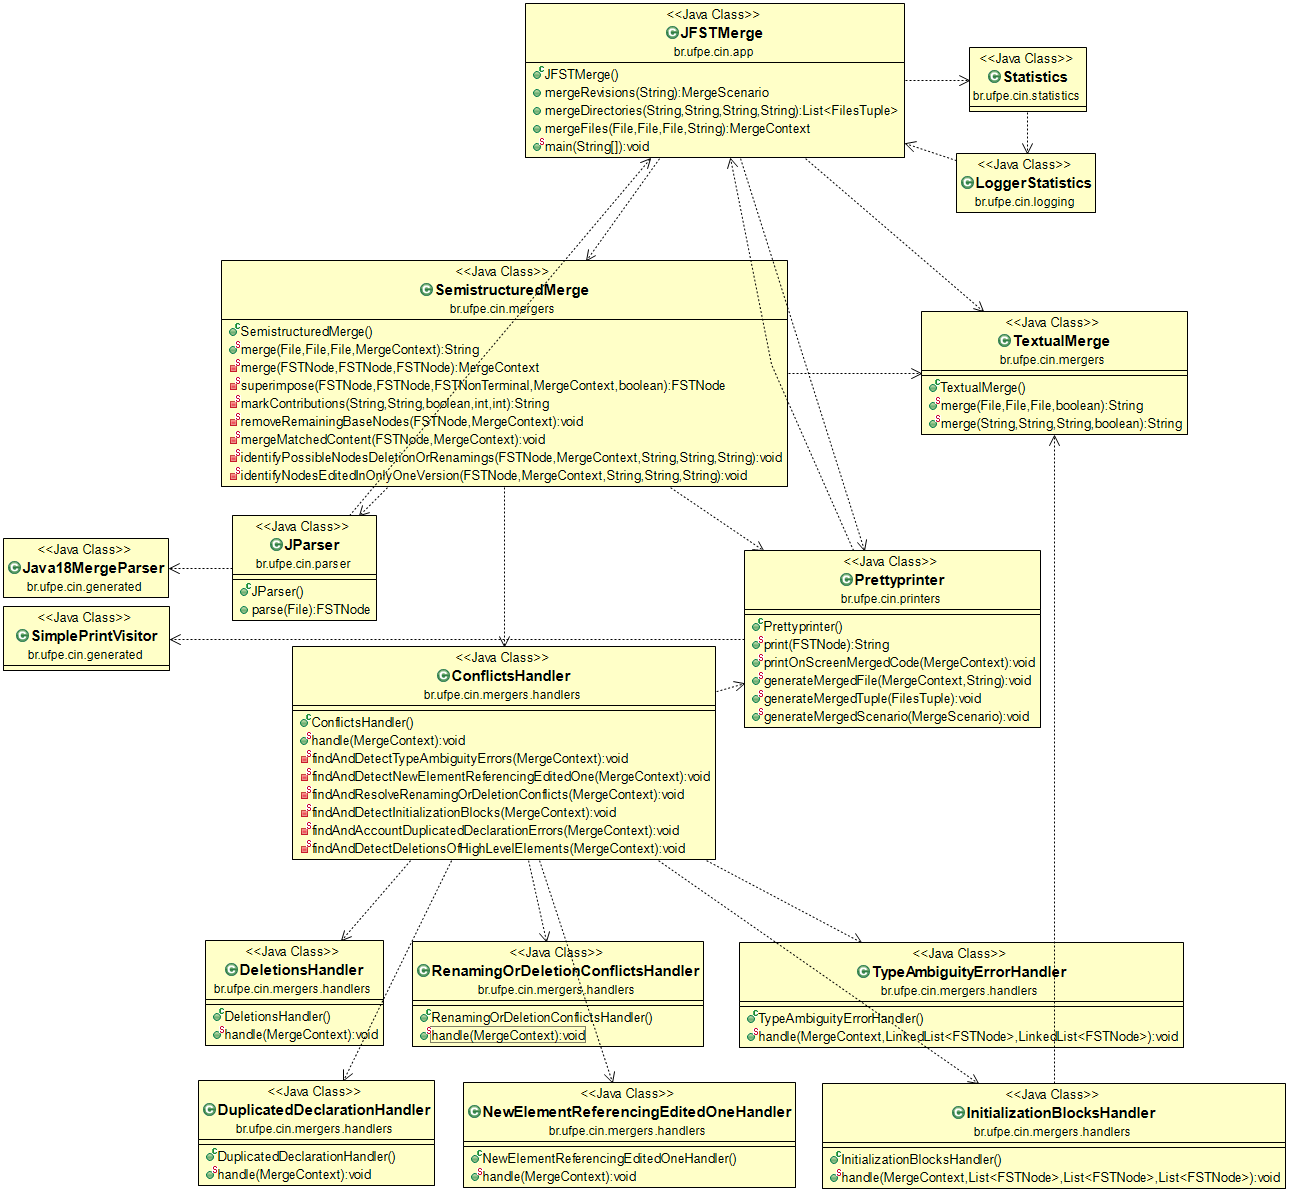 <<Java Class>>
JFSTMerge
br.ufpe.cin.app
JFSTMerge()
mergeRevisions(String):MergeScenario
mergeDirectories(String,String,String,String):List<FilesTuple>
mergeFiles(File,File,File,String):MergeContext
main(String[]):void
<<Java Class>>
Statistics
br.ufpe.cin.statistics
<<Java Class>>
LoggerStatistics
br.ufpe.cin.logging
<<Java Class>>
SemistructuredMerge
br.ufpe.cin.mergers
SemistructuredMerge()
merge(File,File,File,MergeContext):String
merge(FSTNode,FSTNode,FSTNode):MergeContext
superimpose(FSTNode,FSTNode,FSTNonTerminal,MergeContext,boolean):FSTNode
markContributions(String,String,boolean,int,int):String
removeRemainingBaseNodes(FSTNode,MergeContext):void
mergeMatchedContent(FSTNode,MergeContext):void
identifyPossibleNodesDeletionOrRenamings(FSTNode,MergeContext,String,String,String):void
identifyNodesEditedInOnlyOneVersion(FSTNode,MergeContext,String,String,String):void
<<Java Class>>
TextualMerge
br.ufpe.cin.mergers
TextualMerge()
merge(File,File,File,boolean):String
merge(String,String,String,boolean):String
<<Java Class>>
JParser
br.ufpe.cin.parser
JParser()
parse(File):FSTNode
<<Java Class>>
Java18MergeParser
br.ufpe.cin.generated
<<Java Class>>
SimplePrintVisitor
br.ufpe.cin.generated
<<Java Class>>
Prettyprinter
br.ufpe.cin.printers
Prettyprinter()
print(FSTNode):String
printOnScreenMergedCode(MergeContext):void
generateMergedFile(MergeContext,String):void
generateMergedTuple(FilesTuple):void
generateMergedScenario(MergeScenario):void
<<Java Class>>
ConflictsHandler
br.ufpe.cin.mergers.handlers
ConflictsHandler()
handle(MergeContext):void
findAndDetectTypeAmbiguityErrors(MergeContext):void
findAndDetectNewElementReferencingEditedOne(MergeContext):void
findAndResolveRenamingOrDeletionConflicts(MergeContext):void
findAndDetectInitializationBlocks(MergeContext):void
findAndAccountDuplicatedDeclarationErrors(MergeContext):void
findAndDetectDeletionsOfHighLevelElements(MergeContext):void
<<Java Class>>
DeletionsHandler
br.ufpe.cin.mergers.handlers
DeletionsHandler()
handle(MergeContext):void
<<Java Class>>
RenamingOrDeletionConflictsHandler
br.ufpe.cin.mergers.handlers
RenamingOrDeletionConflictsHandler()
handle(MergeContext):void
<<Java Class>>
TypeAmbiguityErrorHandler
br.ufpe.cin.mergers.handlers
TypeAmbiguityErrorHandler()
handle(MergeContext,LinkedList<FSTNode>,LinkedList<FSTNode>):void
<<Java Class>>
DuplicatedDeclarationHandler
br.ufpe.cin.mergers.handlers
DuplicatedDeclarationHandler()
handle(MergeContext):void
<<Java Class>>
NewElementReferencingEditedOneHandler
br.ufpe.cin.mergers.handlers
NewElementReferencingEditedOneHandler()
handle(MergeContext):void
<<Java Class>>
InitializationBlocksHandler
br.ufpe.cin.mergers.handlers
InitializationBlocksHandler()
handle(MergeContext,List<FSTNode>,List<FSTNode>,List<FSTNode>):void